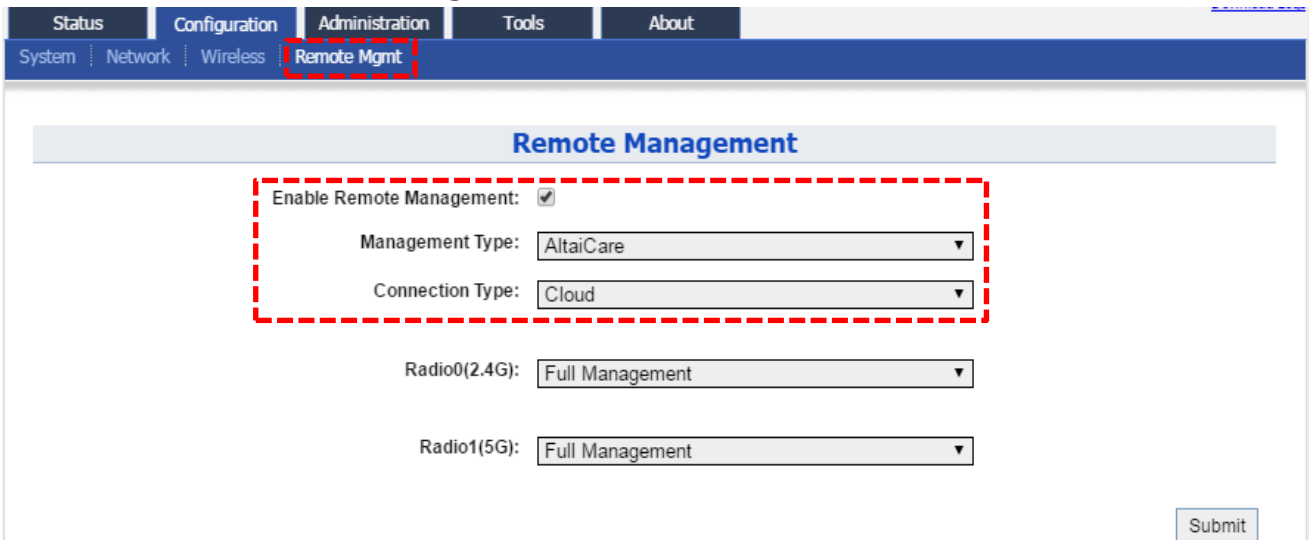 Status Configuration Administration Tools About
System Network Wireless Remote Mgmt
Remote Management
Enable Remote Management:
Management Type: AltaiCare
Connection Type: Cloud
Radio0(2.4G): Full Management
Radio1(5G): Full Management
Submit